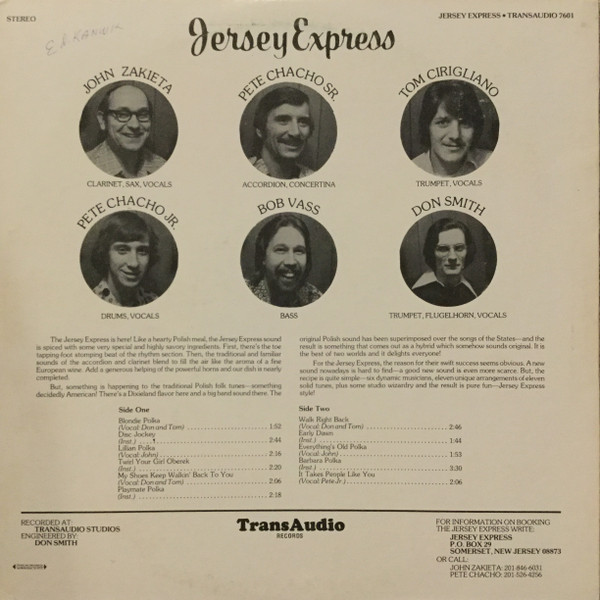 STEREO
JERSEY EXPRESS • TRANSAUDIO 7601
Jersey Express
JOHN ZAKIETA
PETE CHACHO SR.
TOM CIRIGLIANO
CLARINET, SAX, VOCALS
ACCORDION, CONCERTINA
TRUMPET, VOCALS
PETE CHACHO JR.
BOB VASS
DON SMITH
DRUMS, VOCALS
BASS
TRUMPET, FLUGELHORN, VOCALS
The Jersey Express is here! Like a hearty Polish meal, the Jersey Express sound
is spiced with some very special and highly savory ingredients. First, there's the toe
tapping-foot stomping beat of the rhythm section. Then, the traditional and familiar
sounds of the accordion and clarinet blend to fill the air like the aroma of a fine
European wine. Add a generous helping of the powerful horns and our dish is nearly
completed.
But, something is happening to the traditional Polish folk tunes—something
decidedly American! There's a Dixieland flavor here and a big band sound there. The
original Polish sound has been superimposed over the songs of the States—and the
result is something that comes out as a hybrid which somehow sounds original. It is
the best of two worlds and it delights everyone!
For the Jersey Express, the reason for their swift success seems obvious. A new
sound nowadays is hard to find—a good new sound is even more scarce. But, the
recipe is quite simple—six dynamic musicians, eleven unique arrangements of eleven
solid tunes, plus some studio wizardry and the result is pure fun—Jersey Express
style!
Side One
Blondie Polka
(Vocal: Don and Tom) 1:52
Disc Jockey
(Inst.) 2:44
Lillian Polka
(Vocal: John) 2:16
Twirl Your Girl Oberek
(Inst.) 2:20
My Shoes Keep Walkin' Back To You
(Vocal: Don and Tom) 2:06
Playmate Polka
(Inst.) 2:18
Side Two
Walk Right Back
(Vocal: Don and Tom) 2:46
Early Dawn
(Inst.) 1:44
Everything's Old Polka
(Vocal: John) 1:53
Barbara Polka
(Inst.) 3:30
It Takes People Like You
(Vocal: Pete Jr.) 2:06
RECORDED AT:
TRANSAUDIO STUDIOS
ENGINEERED BY:
DON SMITH
TransAudio
RECORDS
FOR INFORMATION ON BOOKING
THE JERSEY EXPRESS WRITE:
JERSEY EXPRESS
P.O. BOX 29
SOMERSET, NEW JERSEY 08873
OR CALL:
JOHN ZAKIETA: 201-846-6031
PETE CHACHO: 201-526-4256